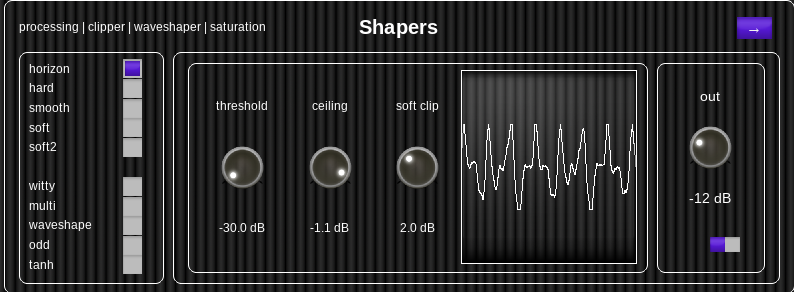 processing | clipper | waveshaper | saturation
Shapers
→
horizon
hard
smooth
soft
soft2
witty
multi
waveshape
odd
tanh
threshold ceiling soft clip
-30.0 dB -1.1 dB 2.0 dB
out
-12 dB